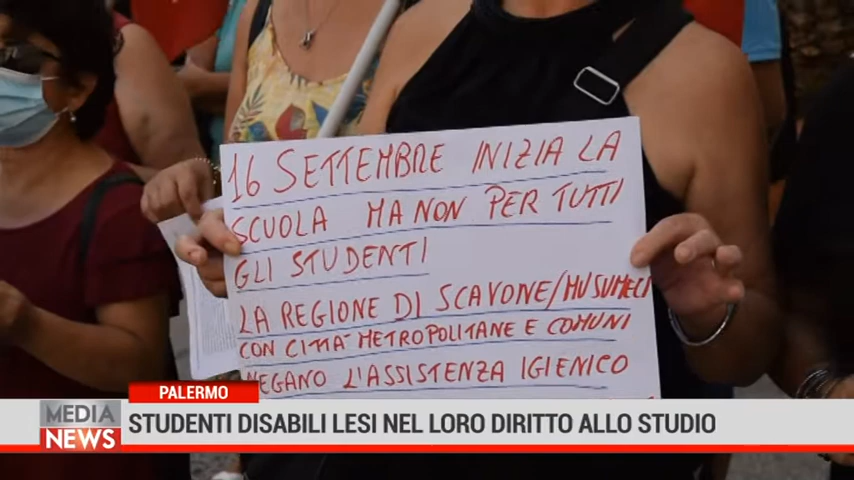 16 SETTEMBRE INIZIA LA
SCUOLA MA NON PER TUTTI
GLI STUDENTI
LA REGIONE DI SCAVONE/MUSUMECI
CON CITTÀ METROPOLITANE E COMUNI
NEGANO L'ASSISTENZA IGIENICO
PALERMO
MEDIA
NEWS
STUDENTI DISABILI LESI NEL LORO DIRITTO ALLO STUDIO